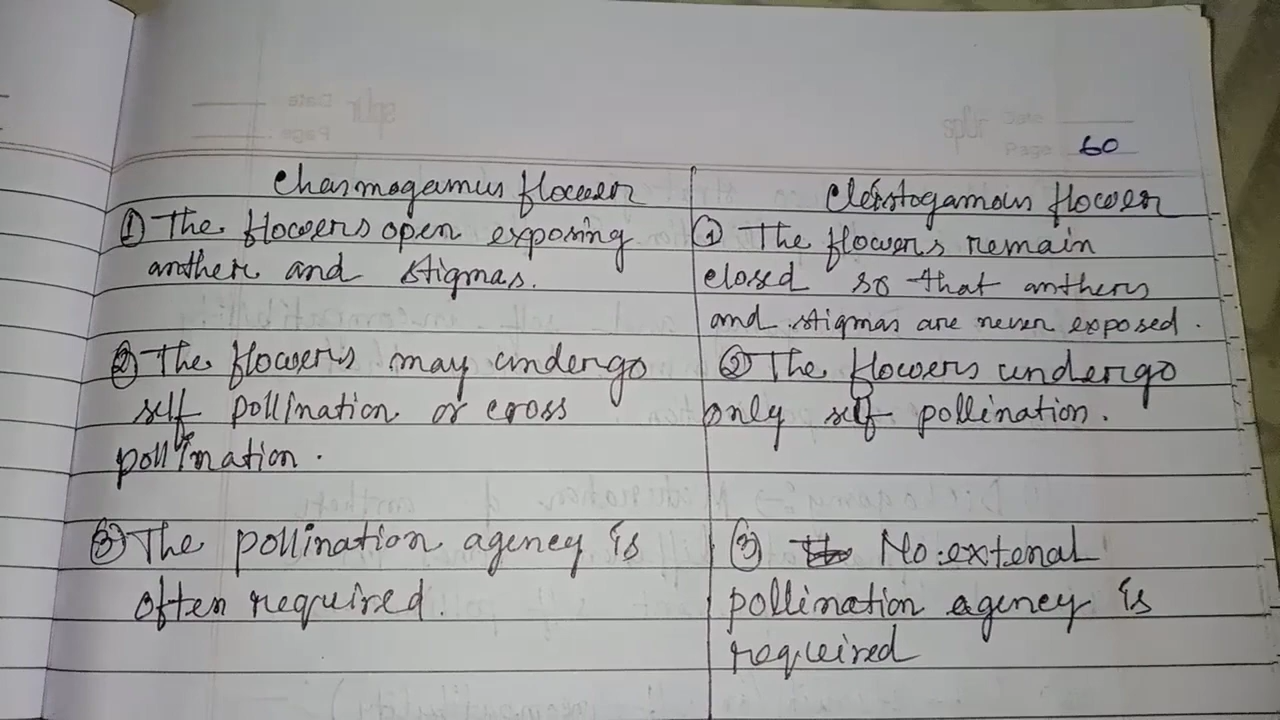 60
Chasmogamus flower
① The flowers open exposing
anther and stigmas.
② The flowers may undergo
self pollination or cross
pollination.
③ The pollination agency is
often required.
Cleistogamous flower
① The flowers remain
closed so that anthers
and stigmas are never exposed.
② The flowers undergo
only self pollination.
③ No extenal
pollination agency is
required